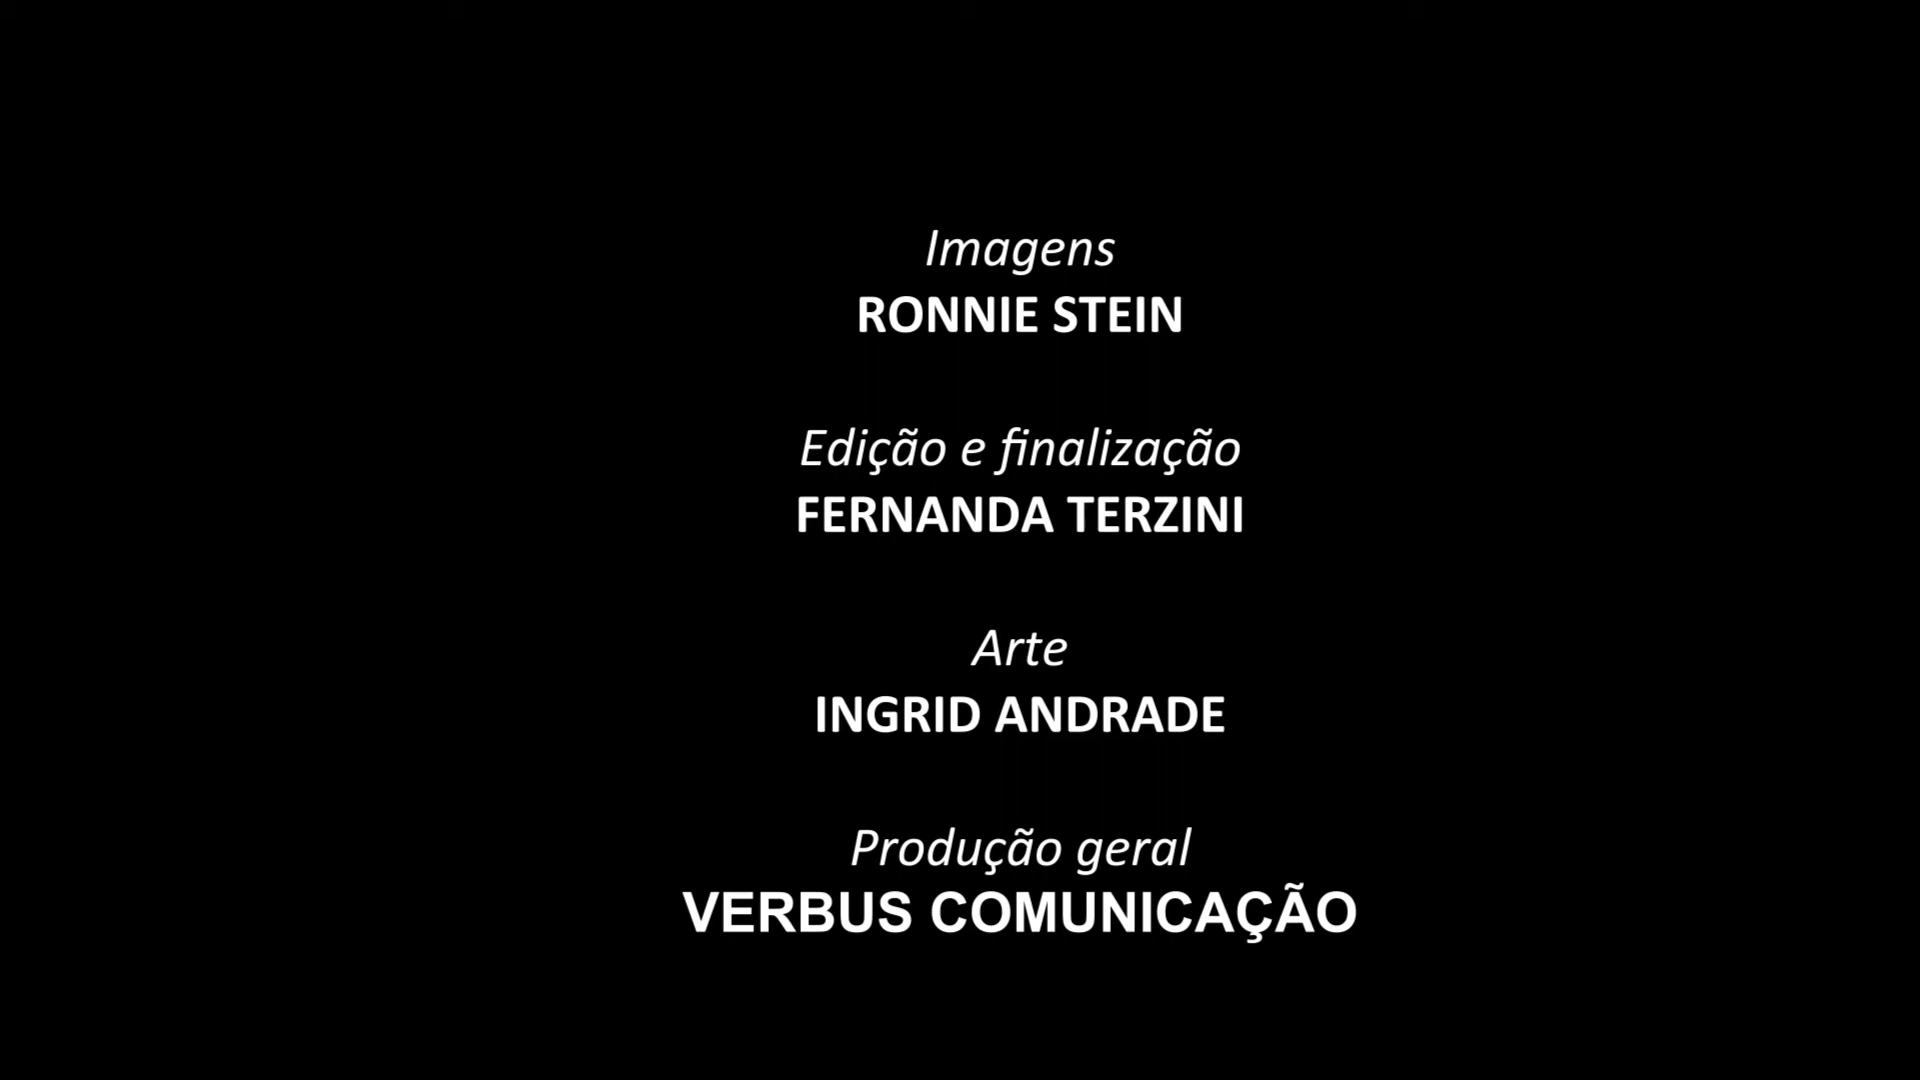 Imagens
RONNIE STEIN
Edição e finalização
FERNANDA TERZINI
Arte
INGRID ANDRADE
Produção geral
VERBUS COMUNICAÇÃO